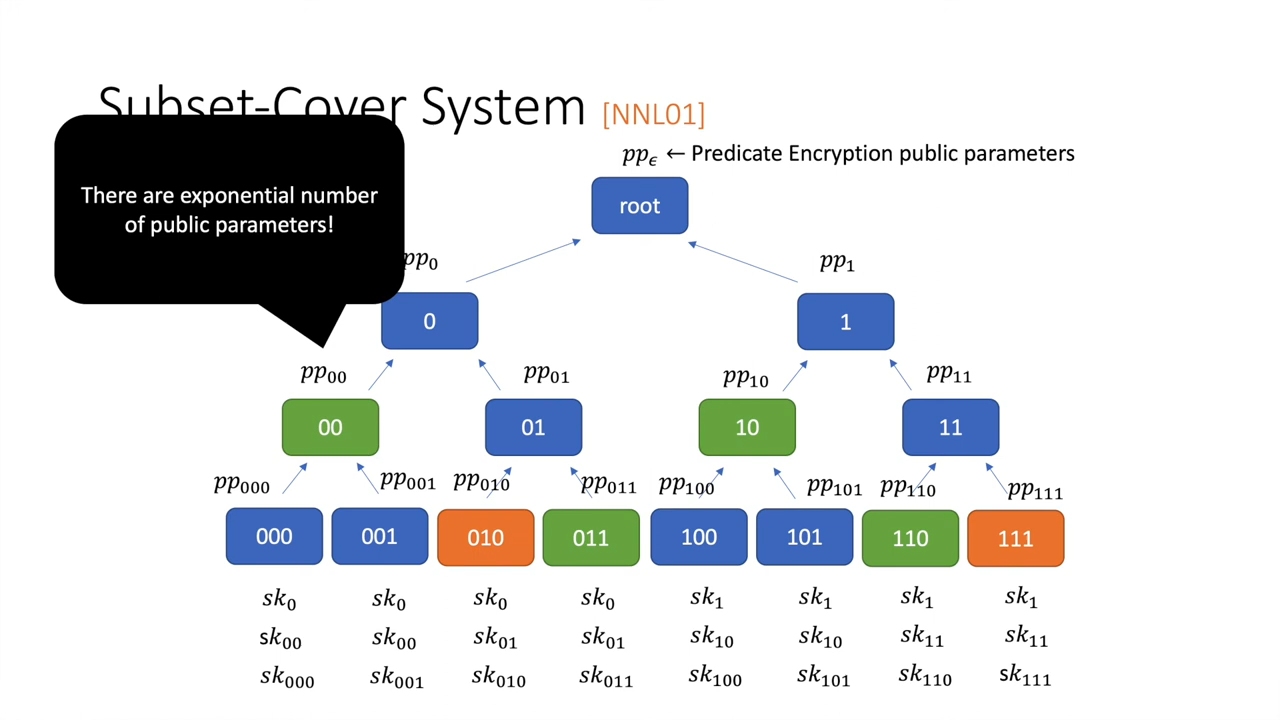 Subset-Cover System [NNL01]
pp_ϵ ← Predicate Encryption public parameters
There are exponential number
of public parameters!
root
pp_0 pp_1
0 1
pp_00 pp_01 pp_10 pp_11
00 01 10 11
pp_000 pp_001 pp_010 pp_011 pp_100 pp_101 pp_110 pp_111
000 001 010 011 100 101 110 111
sk_0 sk_0 sk_0 sk_0 sk_1 sk_1 sk_1 sk_1
sk_00 sk_00 sk_01 sk_01 sk_10 sk_10 sk_11 sk_11
sk_000 sk_001 sk_010 sk_011 sk_100 sk_101 sk_110 sk_111